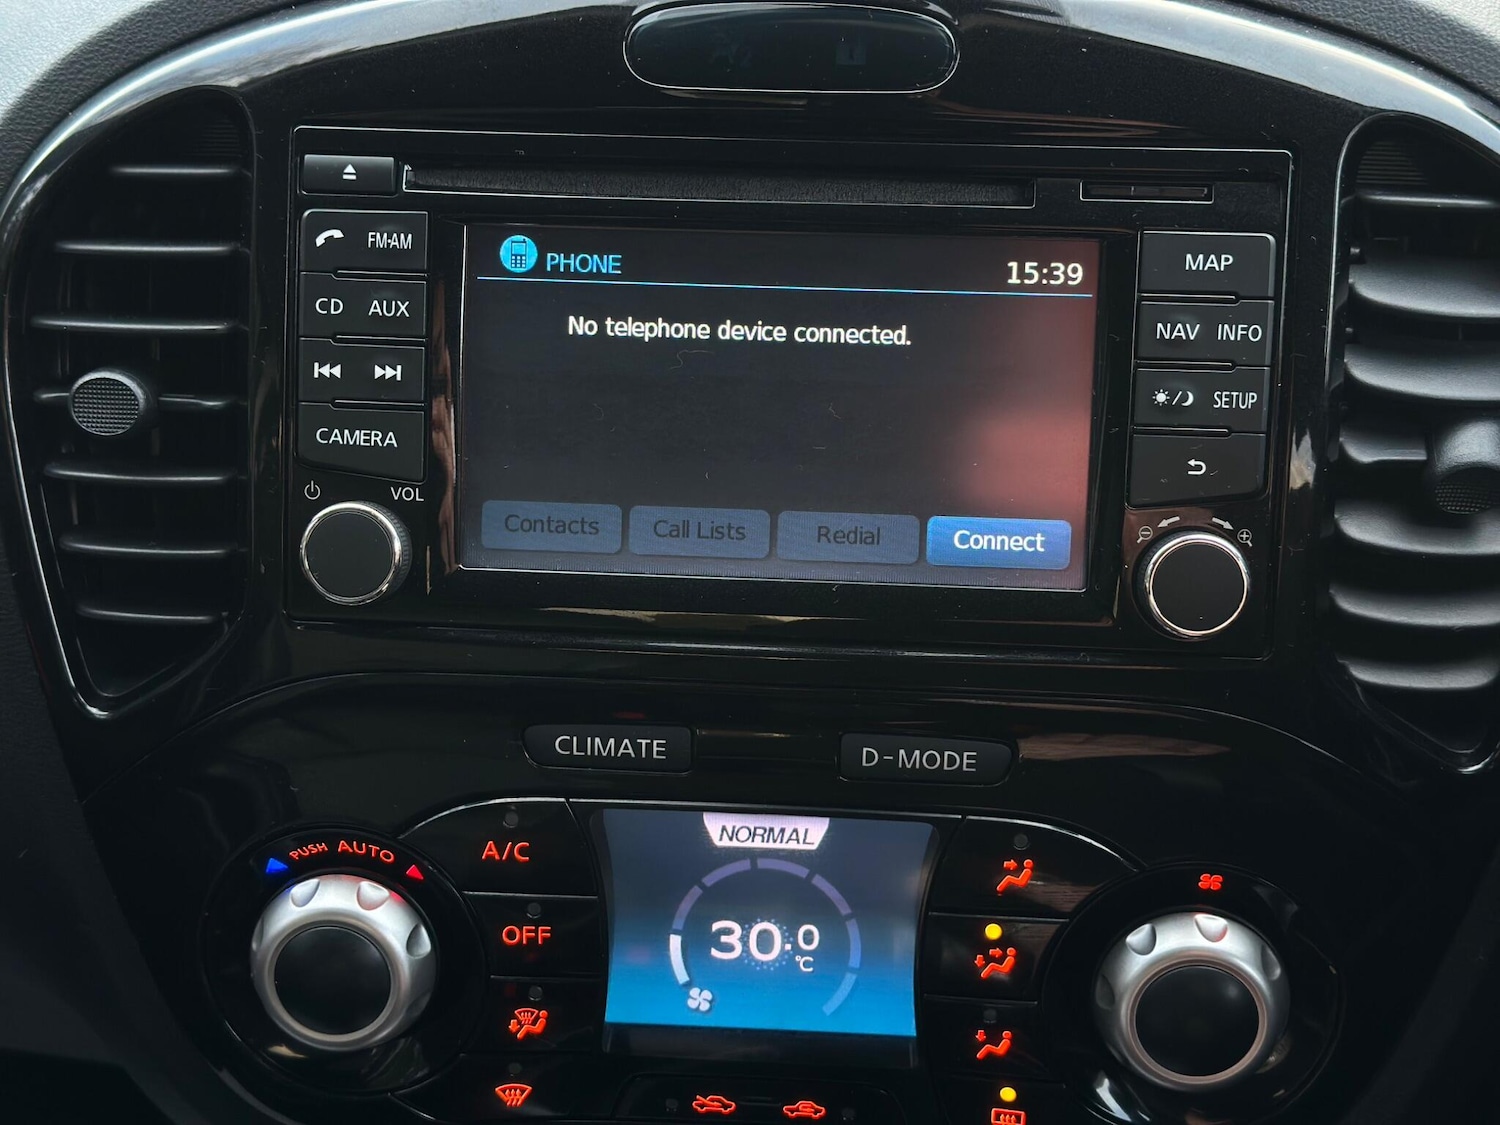 FM·AM
CD AUX
CAMERA
VOL
PHONE
15:39
No telephone device connected.
Contacts
Call Lists
Redial
Connect
MAP
NAV INFO
SETUP
CLIMATE
D-MODE
PUSH AUTO
A/C
OFF
NORMAL
30.0
°C